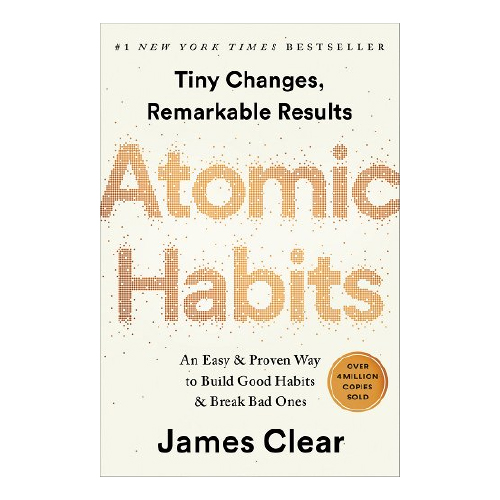 #1 NEW YORK TIMES BESTSELLER
Tiny Changes,
Remarkable Results
Atomic
Habits
An Easy & Proven Way
to Build Good Habits
& Break Bad Ones
OVER
4 MILLION
COPIES
SOLD
James Clear